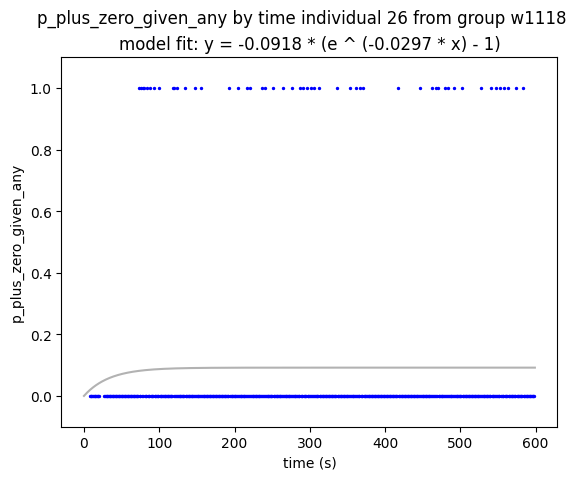 p_plus_zero_given_any by time individual 26 from group w1118
model fit: y = -0.0918 * (e ^ (-0.0297 * x) - 1)
1.0
0.8
0.6
0.4
0.2
0.0
p_plus_zero_given_any
0 100 200 300 400 500 600
time (s)